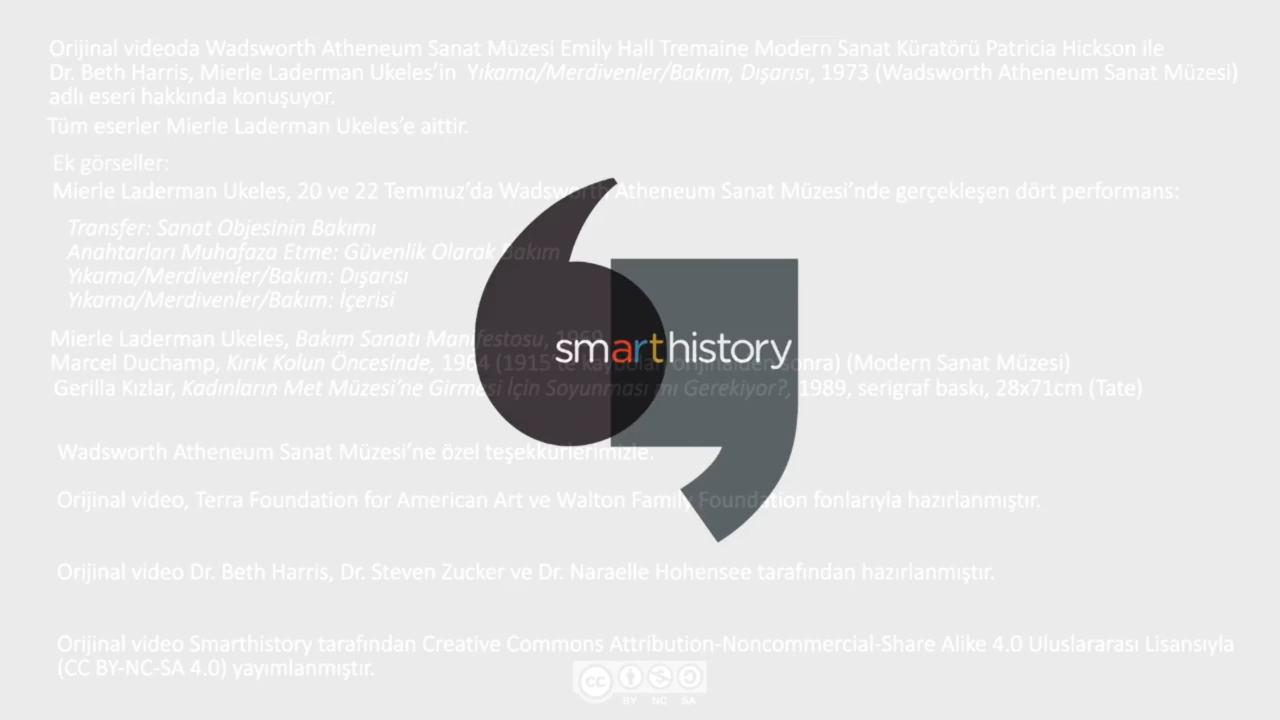 Orijinal videoda Wadsworth Atheneum Sanat Müzesi Emily Hall Tremaine Modern Sanat Küratörü Patricia Hickson ile
Dr. Beth Harris, Mierle Laderman Ukeles’in Yıkama/Merdivenler/Bakım, Dışarısı, 1973 (Wadsworth Atheneum Sanat Müzesi)
adlı eseri hakkında konuşuyor.
Tüm eserler Mierle Laderman Ukeles’e aittir.
Ek görseller:
Mierle Laderman Ukeles, 20 ve 22 Temmuz’da Wadsworth Atheneum Sanat Müzesi’nde gerçekleşen dört performans:
Transfer: Sanat Objesinin Bakımı
Anahtarları Muhafaza Etme: Güvenlik Olarak Bakım
Yıkama/Merdivenler/Bakım: Dışarısı
Yıkama/Merdivenler/Bakım: İçerisi
Mierle Laderman Ukeles, Bakım Sanatı Manifestosu, 1969
smarthistory
Marcel Duchamp, Kırık Kolun Öncesinde, 1964 (1915’te kaybolan orijinalden sonra) (Modern Sanat Müzesi)
Gerilla Kızlar, Kadınların Met Müzesi’ne Girmesi İçin Soyunması mı Gerekiyor?, 1989, serigraf baskı, 28x71cm (Tate)
Wadsworth Atheneum Sanat Müzesi’ne özel teşekkürlerimizle.
Orijinal video, Terra Foundation for American Art ve Walton Family Foundation fonlarıyla hazırlanmıştır.
Orijinal video Dr. Beth Harris, Dr. Steven Zucker ve Dr. Naraelle Hohensee tarafından hazırlanmıştır.
Orijinal video Smarthistory tarafından Creative Commons Attribution-Noncommercial-Share Alike 4.0 Uluslararası Lisansıyla
(CC BY-NC-SA 4.0) yayımlanmıştır.
cc
BY NC SA